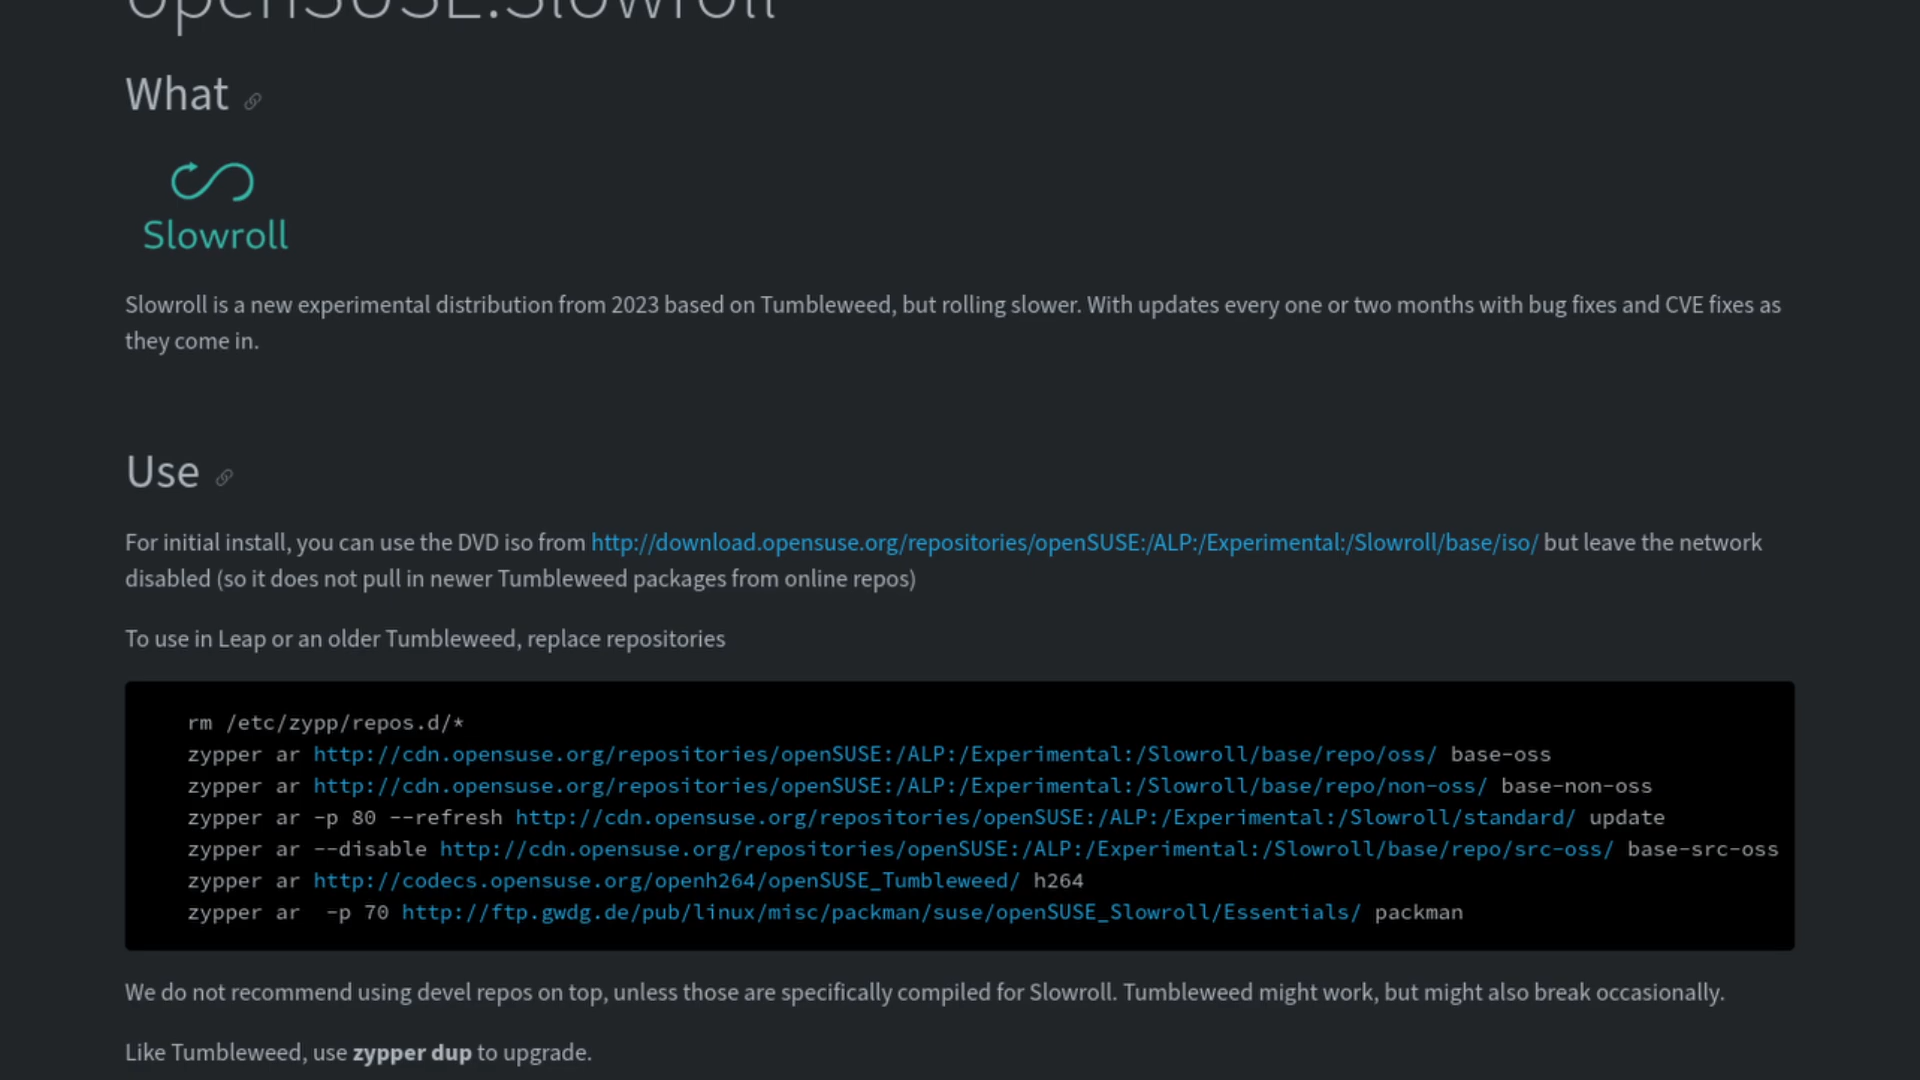 openSUSE:Slowroll
What
Slowroll
Slowroll is a new experimental distribution from 2023 based on Tumbleweed, but rolling slower. With updates every one or two months with bug fixes and CVE fixes as
they come in.
Use
For initial install, you can use the DVD iso from http://download.opensuse.org/repositories/openSUSE:/ALP:/Experimental:/Slowroll/base/iso/ but leave the network
disabled (so it does not pull in newer Tumbleweed packages from online repos)
To use in Leap or an older Tumbleweed, replace repositories
rm /etc/zypp/repos.d/*
zypper ar http://cdn.opensuse.org/repositories/openSUSE:/ALP:/Experimental:/Slowroll/base/repo/oss/ base-oss
zypper ar http://cdn.opensuse.org/repositories/openSUSE:/ALP:/Experimental:/Slowroll/base/repo/non-oss/ base-non-oss
zypper ar -p 80 --refresh http://cdn.opensuse.org/repositories/openSUSE:/ALP:/Experimental:/Slowroll/standard/ update
zypper ar --disable http://cdn.opensuse.org/repositories/openSUSE:/ALP:/Experimental:/Slowroll/base/repo/src-oss/ base-src-oss
zypper ar http://codecs.opensuse.org/openh264/openSUSE_Tumbleweed/ h264
zypper ar  -p 70 http://ftp.gwdg.de/pub/linux/misc/packman/suse/openSUSE_Slowroll/Essentials/ packman
We do not recommend using devel repos on top, unless those are specifically compiled for Slowroll. Tumbleweed might work, but might also break occasionally.
Like Tumbleweed, use zypper dup to upgrade.